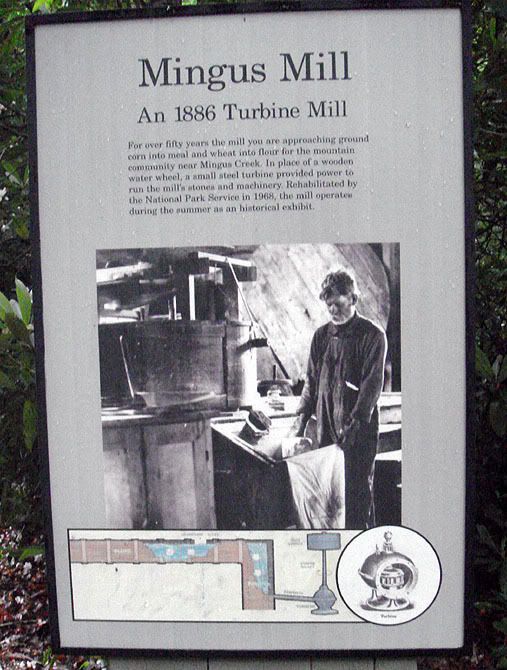 Mingus Mill
An 1886 Turbine Mill
For over fifty years the mill you are approaching ground
corn into meal and wheat into flour for the mountain
community near Mingus Creek. In place of a wooden
water wheel, a small steel turbine provided power to
run the mill's stones and machinery. Rehabilitated by
the National Park Service in 1968, the mill operates
during the summer as an historical exhibit.
Turbine